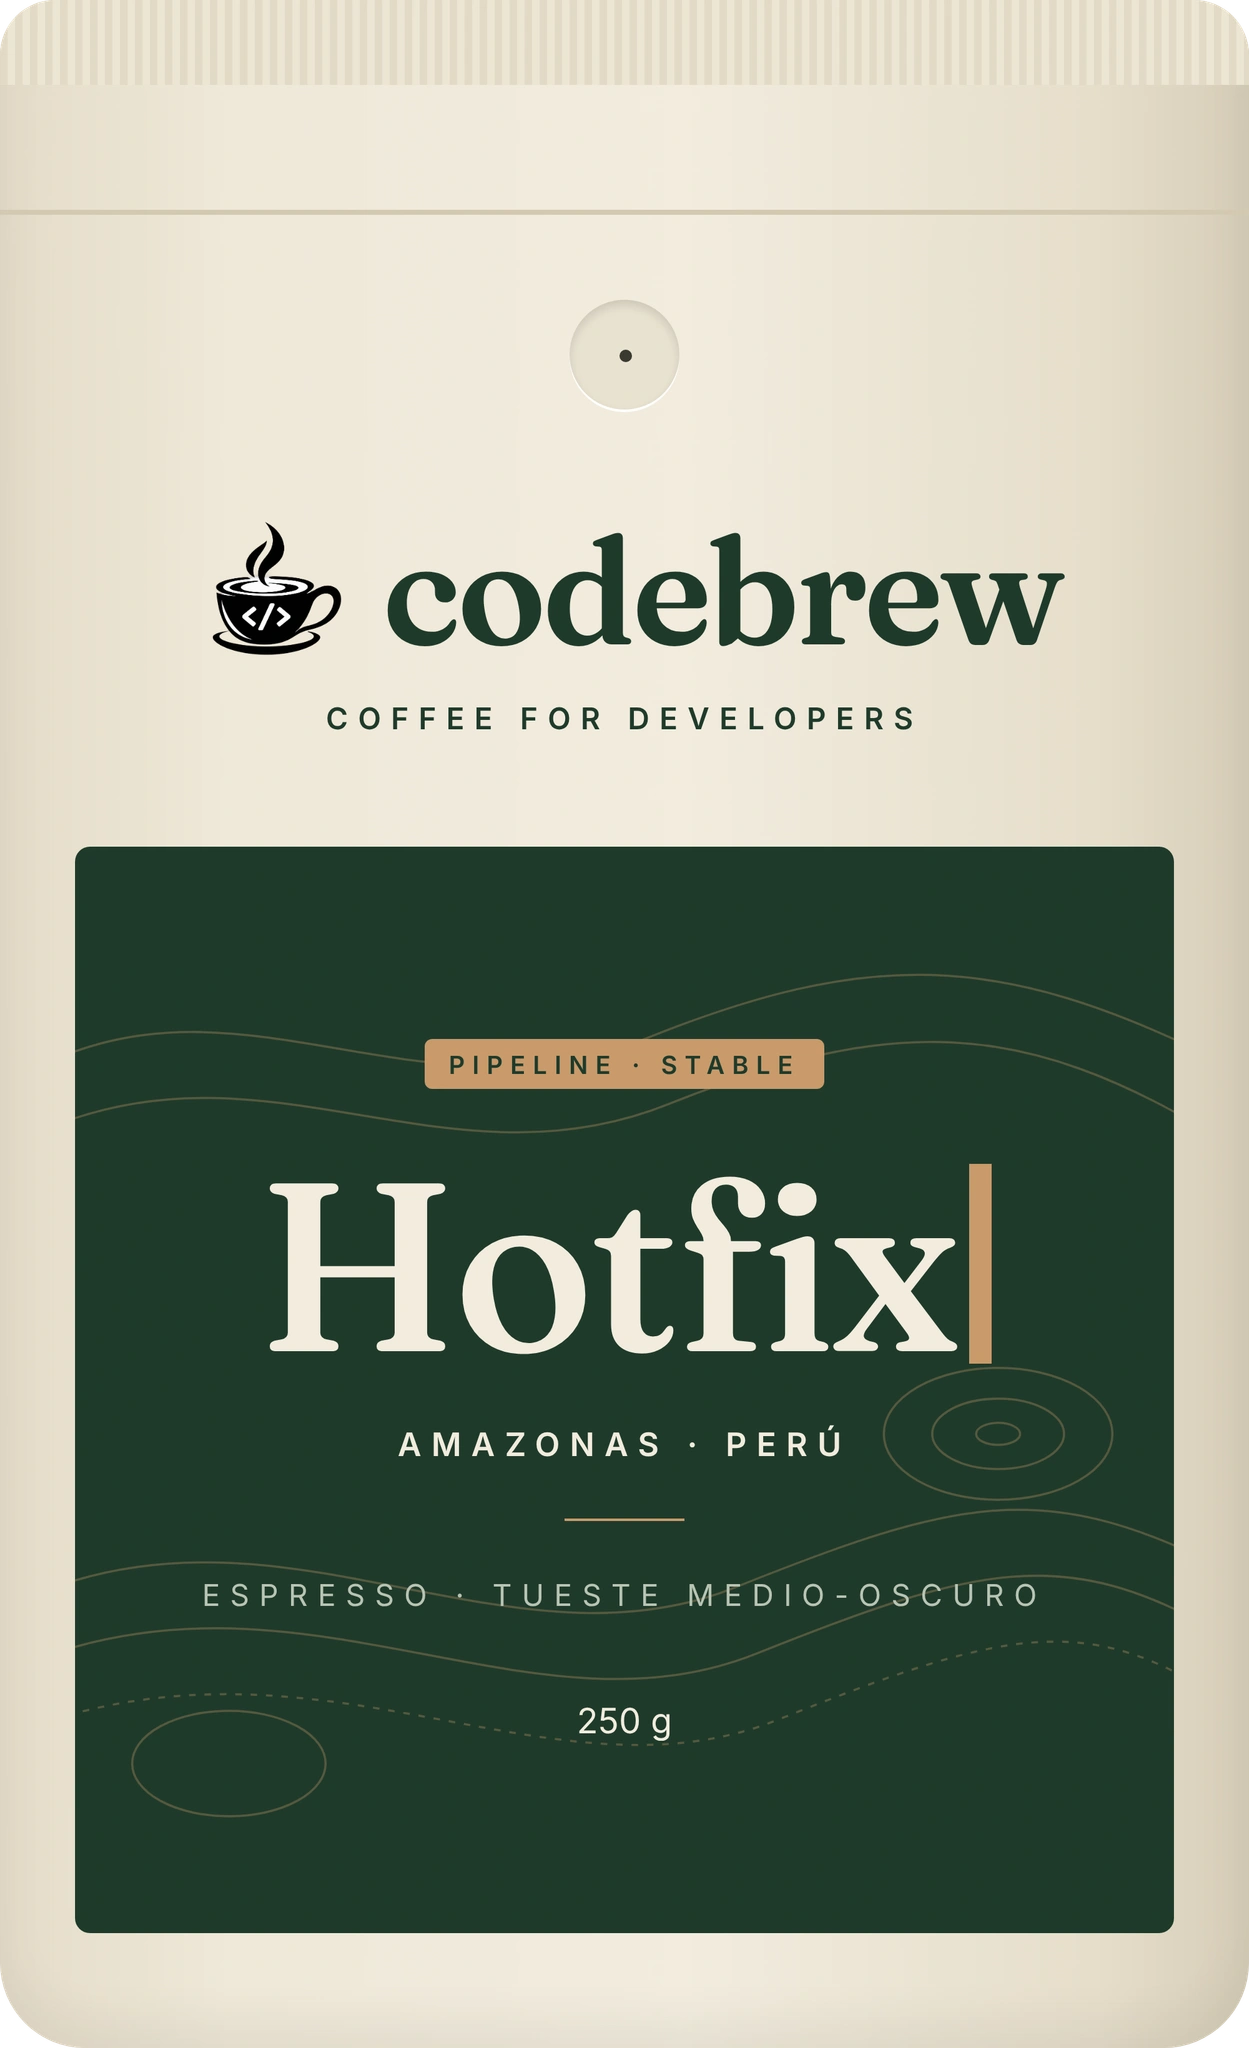 </>
codebrew
COFFEE FOR DEVELOPERS
PIPELINE · STABLE
Hotfix
AMAZONAS · PERÚ
ESPRESSO · TUESTE MEDIO-OSCURO
250 g